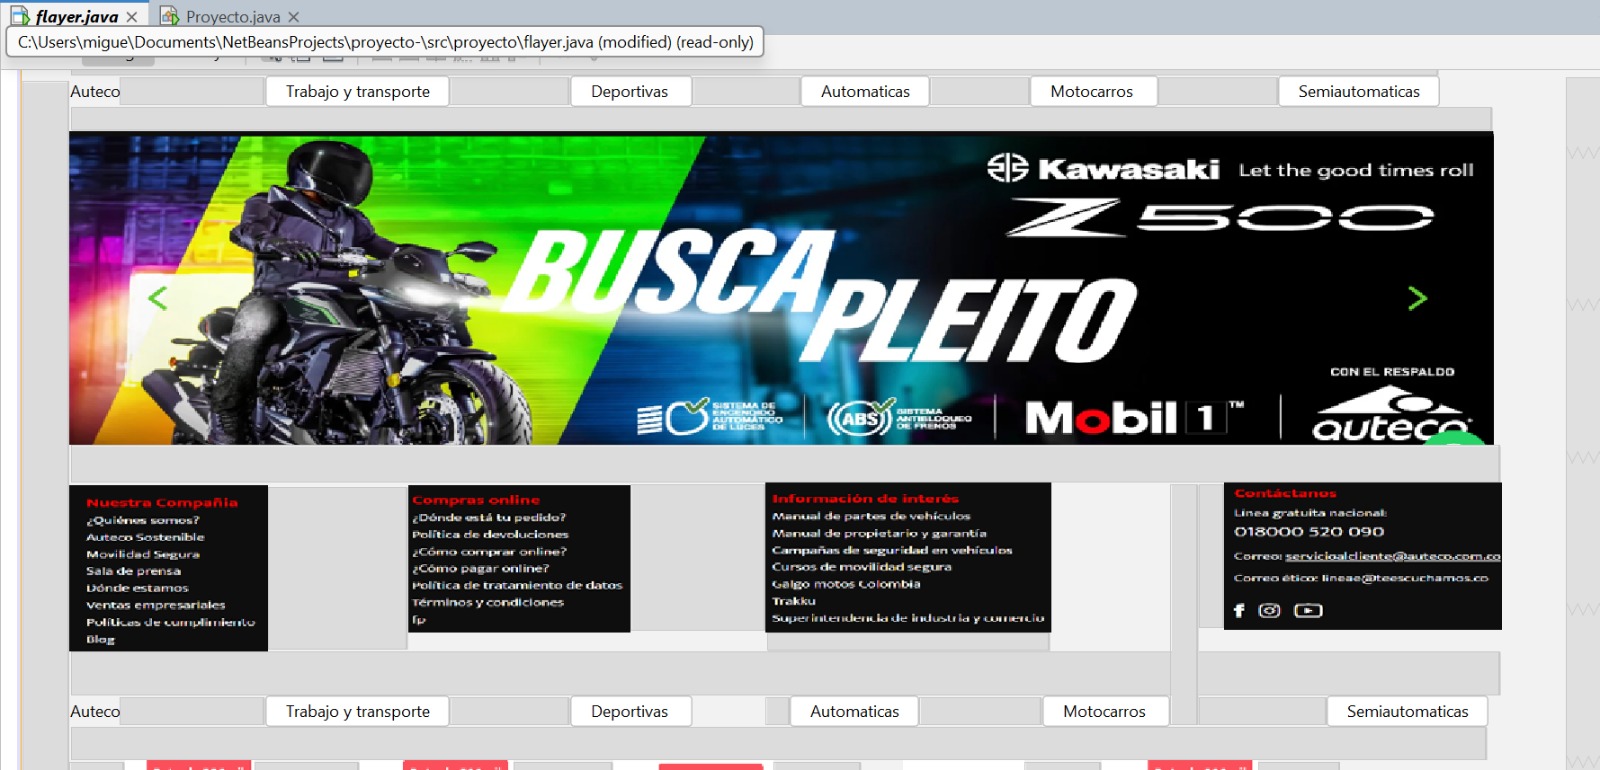 flayer.java
Proyecto.java
C:\Users\migue\Documents\NetBeansProjects\proyecto-\src\proyecto\flayer.java (modified) (read-only)
Auteco Trabajo y transporte Deportivas Automaticas Motocarros Semiautomaticas
Kawasaki Let the good times roll
Z500
BUSCA
PLEITO
CON EL RESPALDO
SISTEMA DE
ENCENDIDO
AUTOMÁTICO
DE LUCES
ABS
SISTEMA
ANTIBLOQUEO
DE FRENOS
Mobil 1™
auteco
Nuestra Compañia
¿Quiénes somos?
Auteco Sostenible
Movilidad Segura
Sala de prensa
Dónde estamos
Ventas empresariales
Políticas de cumplimiento
Blog
Compras online
¿Dónde está tu pedido?
Política de devoluciones
¿Cómo comprar online?
¿Cómo pagar online?
Política de tratamiento de datos
Términos y condiciones
fp
Información de interés
Manual de partes de vehículos
Manual de propietario y garantía
Campañas de seguridad en vehículos
Cursos de movilidad segura
Galgo motos Colombia
Trakku
Superintendencia de industria y comercio
Contáctanos
Línea gratuita nacional:
018000 520 090
Correo: servicioalcliente@auteco.com.co
Correo ético: lineae@teescuchamos.co
Auteco Trabajo y transporte Deportivas Automaticas Motocarros Semiautomaticas